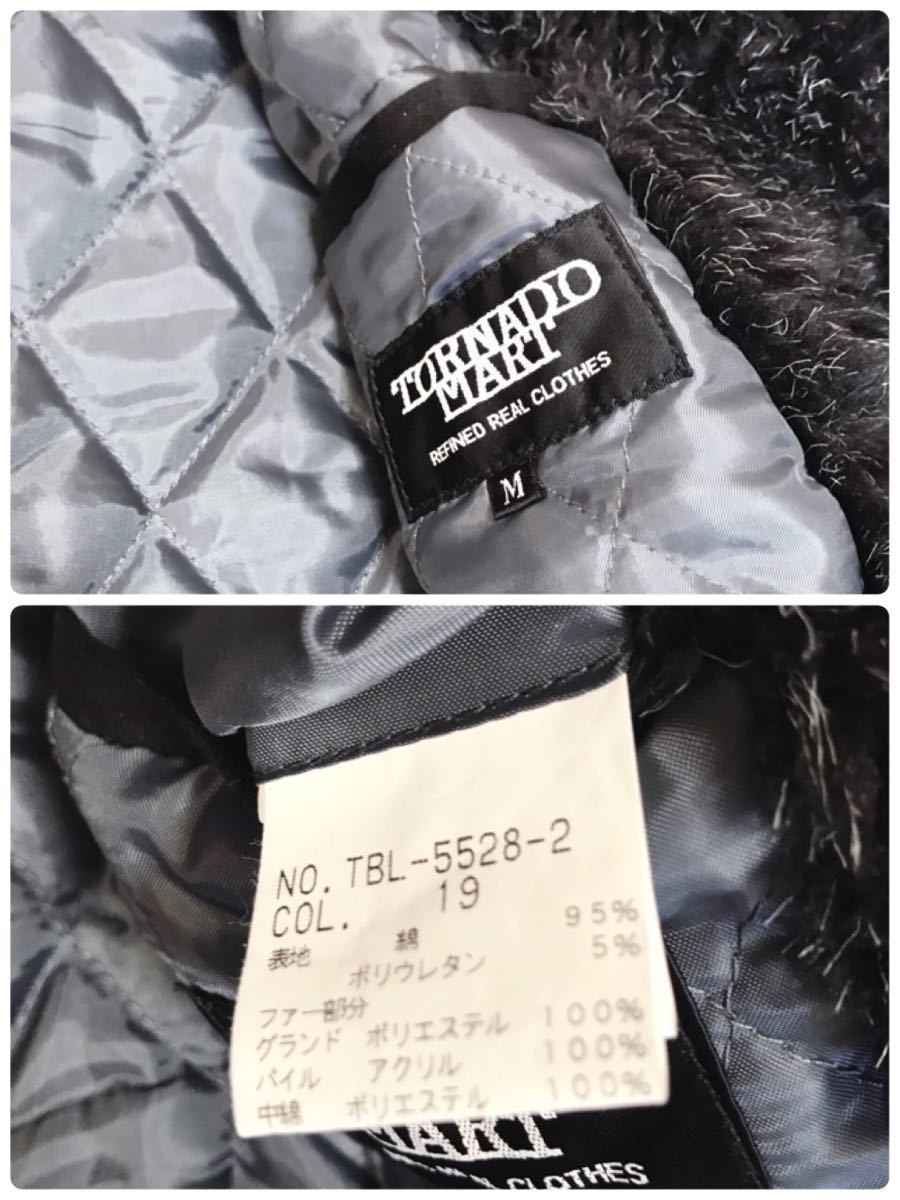 TORNADO
MART
REFINED REAL CLOTHES
M
NO. TBL-5528-2
COL. 19
表地 綿 95%
ポリウレタン 5%
ファー部分
グランド ポリエステル 100%
パイル アクリル 100%
中綿 ポリエステル 100%
MART
CLOTHES